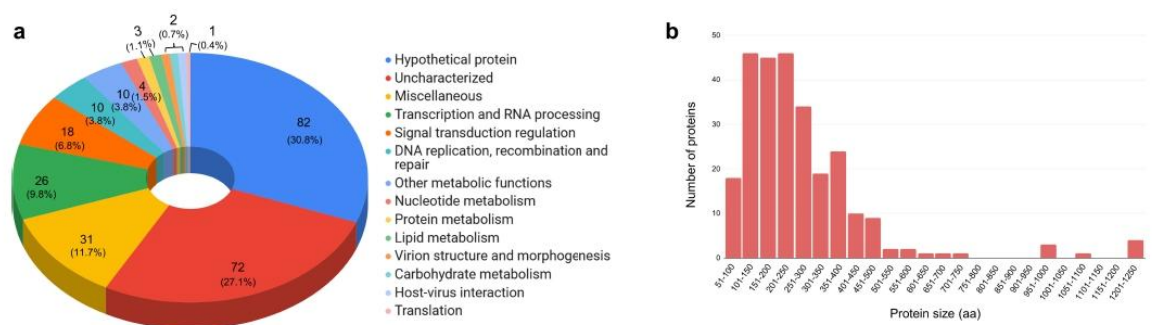 a
3
(1.1%)
2
(0.7%)
1
(0.4%)
4
(1.5%)
10
(3.8%)
10
(3.8%)
18
(6.8%)
26
(9.8%)
31
(11.7%)
72
(27.1%)
82
(30.8%)
Hypothetical protein
Uncharacterized
Miscellaneous
Transcription and RNA processing
Signal transduction regulation
DNA replication, recombination and
repair
Other metabolic functions
Nucleotide metabolism
Protein metabolism
Lipid metabolism
Virion structure and morphogenesis
Carbohydrate metabolism
Host-virus interaction
Translation
b
Number of proteins
50
40
30
20
10
0
51-100
101-150
151-200
201-250
251-300
301-350
351-400
401-450
451-500
501-550
551-600
601-650
651-700
701-750
751-800
801-850
851-900
901-950
951-1000
1001-1050
1051-1100
1101-1150
1151-1200
1201-1250
Protein size (aa)